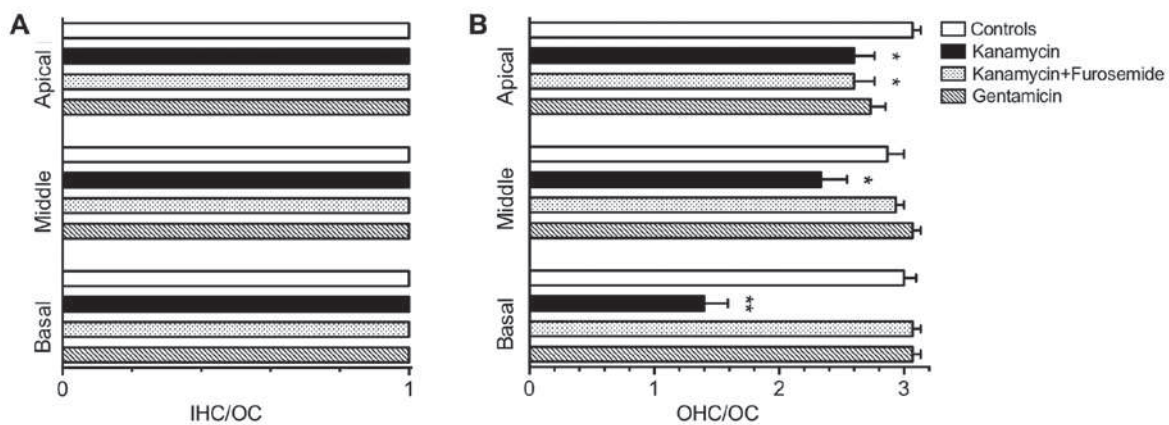 A
Apical
Middle
Basal
0
1
IHC/OC
B
Apical
*
*
Middle
*
Basal
**
0
1
2
3
OHC/OC
Controls
Kanamycin
Kanamycin+Furosemide
Gentamicin